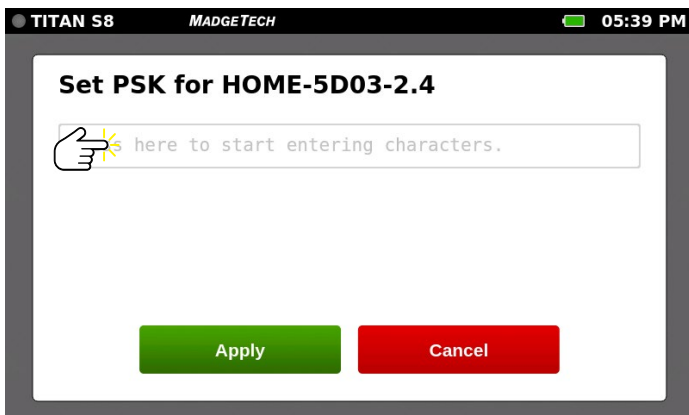 TITAN S8 MADGETECH 05:39 PM
Set PSK for HOME-5D03-2.4
here to start entering characters.
Apply Cancel